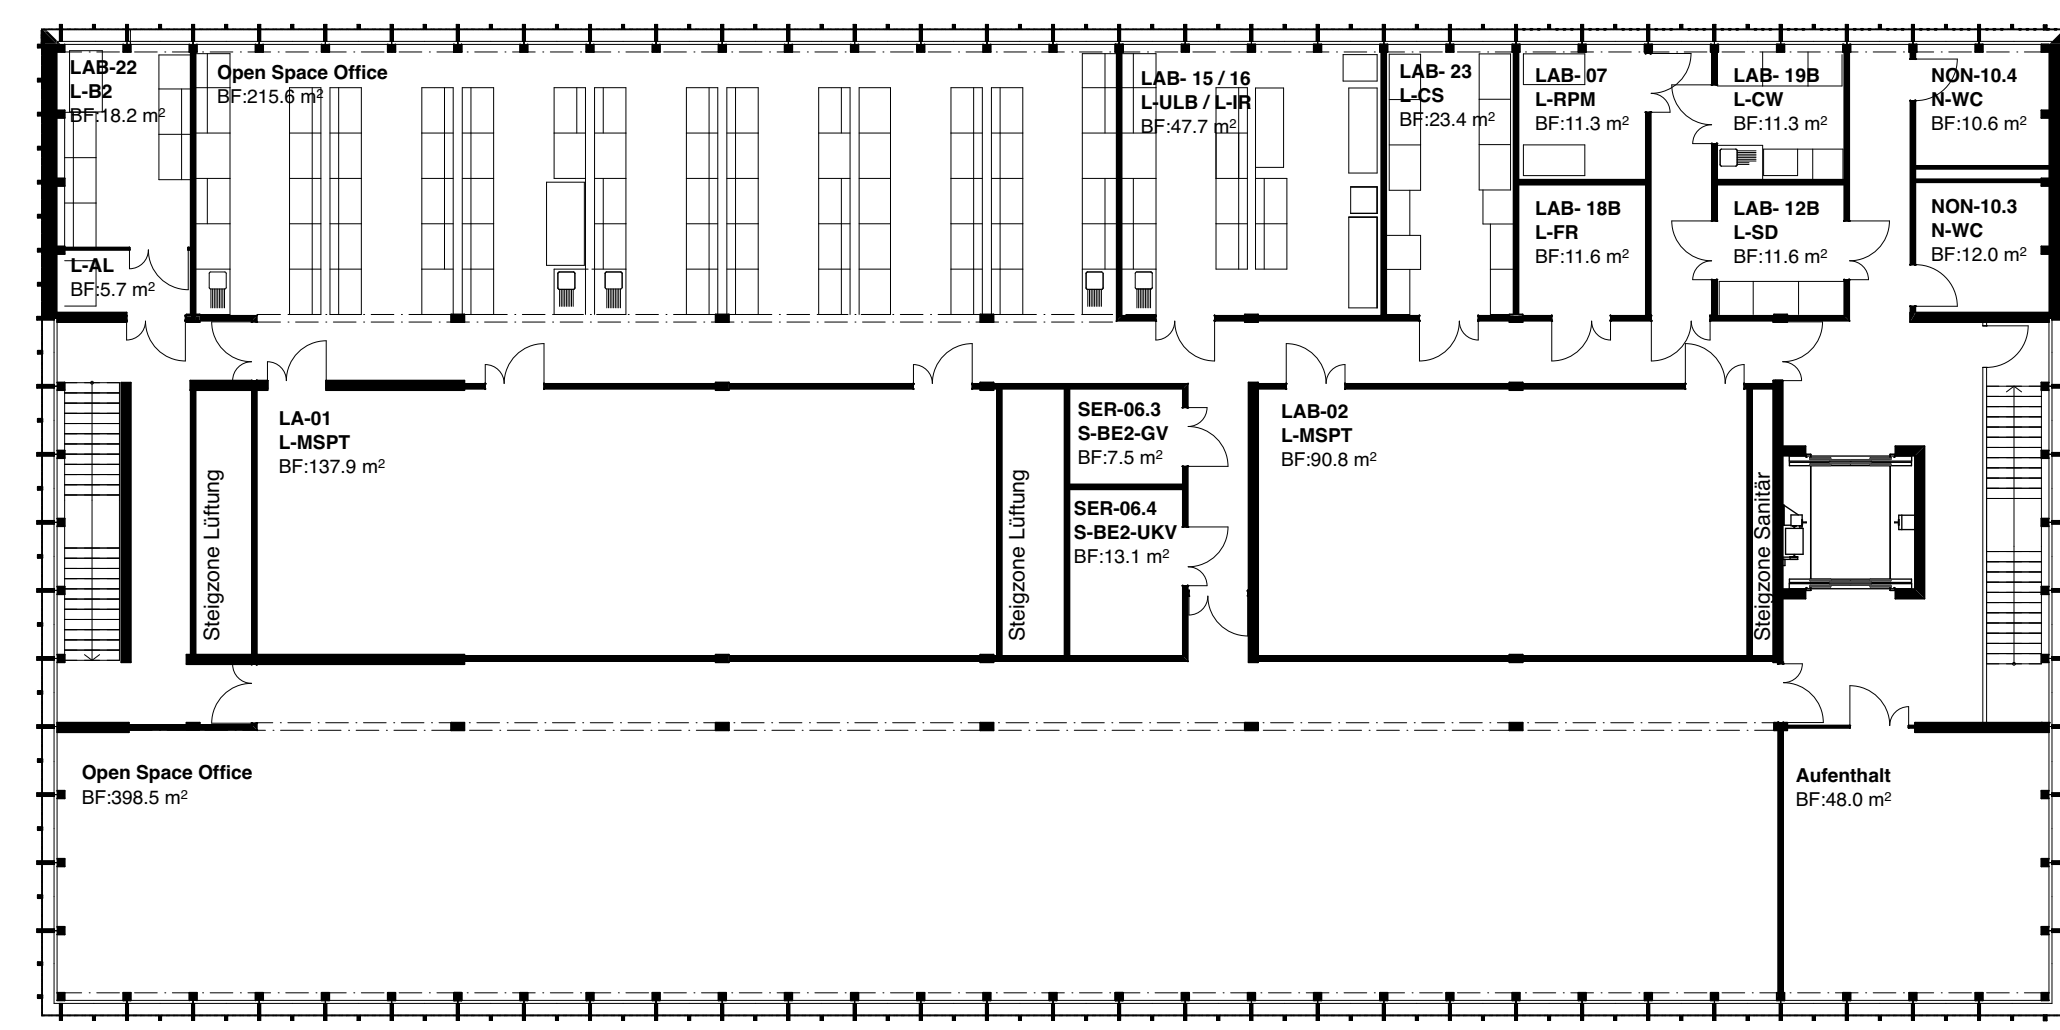 LAB-22
L-B2
BF:18.2 m²
Open Space Office
BF:215.6 m²
LAB- 15 / 16
L-ULB / L-IR
BF:47.7 m²
LAB- 23
L-CS
BF:23.4 m²
LAB- 07
L-RPM
BF:11.3 m²
LAB- 19B
L-CW
BF:11.3 m²
NON-10.4
N-WC
BF:10.6 m²
L-AL
BF:5.7 m²
LAB- 18B
L-FR
BF:11.6 m²
LAB- 12B
L-SD
BF:11.6 m²
NON-10.3
N-WC
BF:12.0 m²
Steigzone Lüftung
LA-01
L-MSPT
BF:137.9 m²
Steigzone Lüftung
SER-06.3
S-BE2-GV
BF:7.5 m²
SER-06.4
S-BE2-UKV
BF:13.1 m²
LAB-02
L-MSPT
BF:90.8 m²
Steigzone Sanitär
Open Space Office
BF:398.5 m²
Aufenthalt
BF:48.0 m²